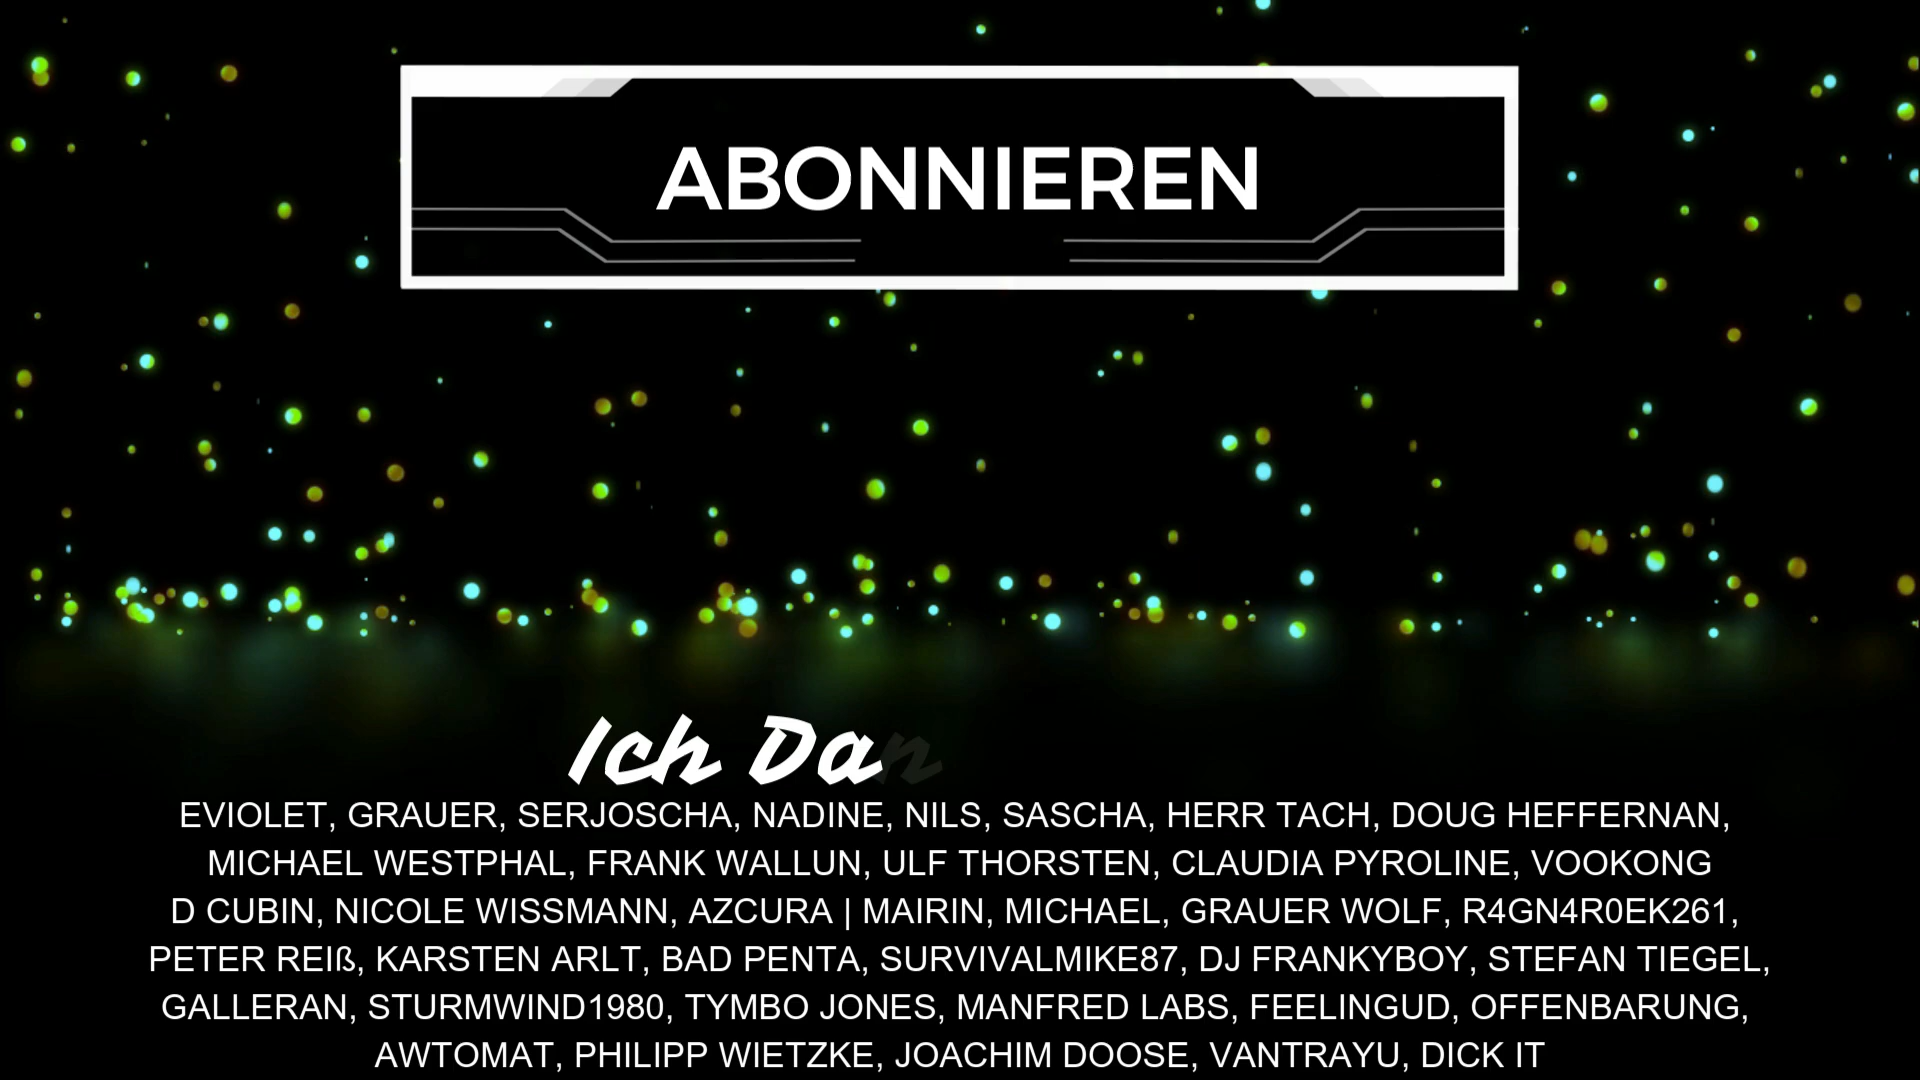 ABONNIEREN
Ich Dan
EVIOLET, GRAUER, SERJOSCHA, NADINE, NILS, SASCHA, HERR TACH, DOUG HEFFERNAN,
MICHAEL WESTPHAL, FRANK WALLUN, ULF THORSTEN, CLAUDIA PYROLINE, VOOKONG
D CUBIN, NICOLE WISSMANN, AZCURA | MAIRIN, MICHAEL, GRAUER WOLF, R4GN4R0EK261,
PETER REIß, KARSTEN ARLT, BAD PENTA, SURVIVALMIKE87, DJ FRANKYBOY, STEFAN TIEGEL,
GALLERAN, STURMWIND1980, TYMBO JONES, MANFRED LABS, FEELINGUD, OFFENBARUNG,
AWTOMAT, PHILIPP WIETZKE, JOACHIM DOOSE, VANTRAYU, DICK IT